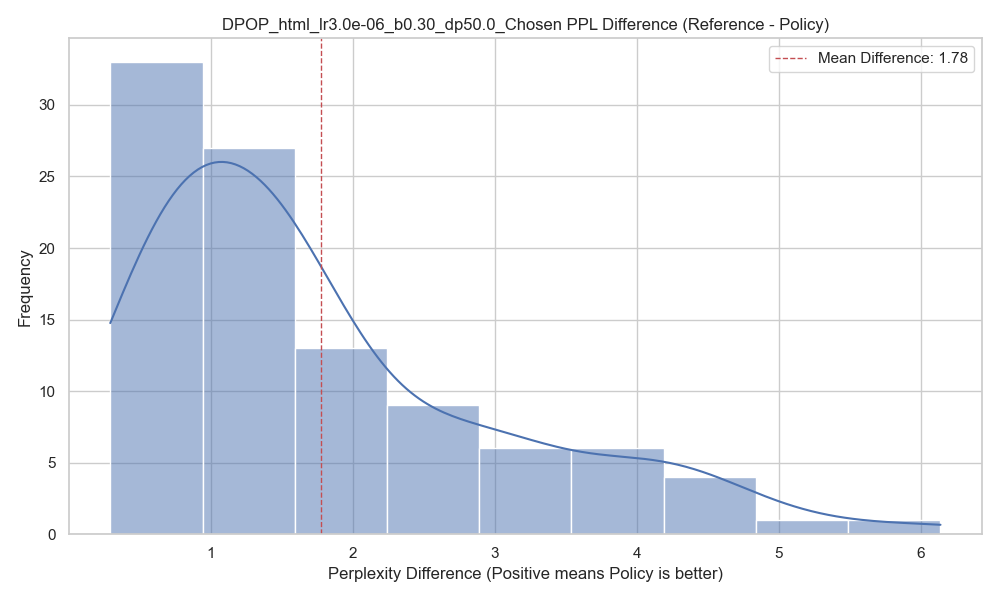 DPOP_html_lr3.0e-06_b0.30_dp50.0_Chosen PPL Difference (Reference - Policy)
Mean Difference: 1.78
Frequency
30
25
20
15
10
5
0
1 2 3 4 5 6
Perplexity Difference (Positive means Policy is better)